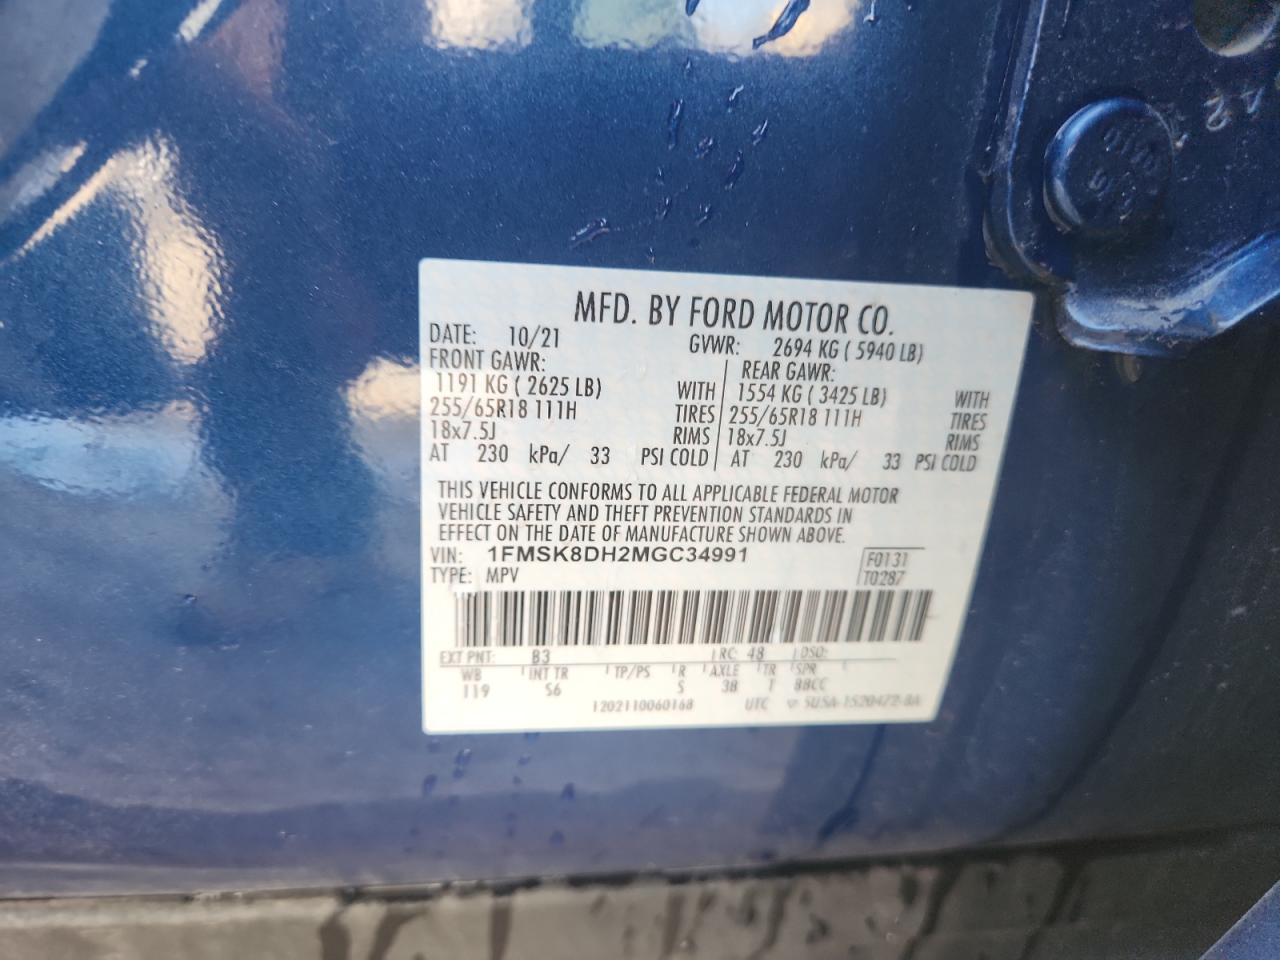 MFD. BY FORD MOTOR CO.
DATE: 10/21 GVWR: 2694 KG ( 5940 LB)
FRONT GAWR: REAR GAWR:
1191 KG ( 2625 LB) WITH 1554 KG ( 3425 LB) WITH
255/65R18 111H TIRES 255/65R18 111H TIRES
18x7.5J RIMS 18x7.5J RIMS
AT 230 kPa/ 33 PSI COLD AT 230 kPa/ 33 PSI COLD
THIS VEHICLE CONFORMS TO ALL APPLICABLE FEDERAL MOTOR
VEHICLE SAFETY AND THEFT PREVENTION STANDARDS IN
EFFECT ON THE DATE OF MANUFACTURE SHOWN ABOVE.
VIN: 1FMSK8DH2MGC34991 F0131
TYPE: MPV T0287
EXT PNT: B3 RC: 48 DSO:
WB INT TR TP/PS R AXLE TR SPR
119 S6 S 38 T 88CC
1202110060168 UTC